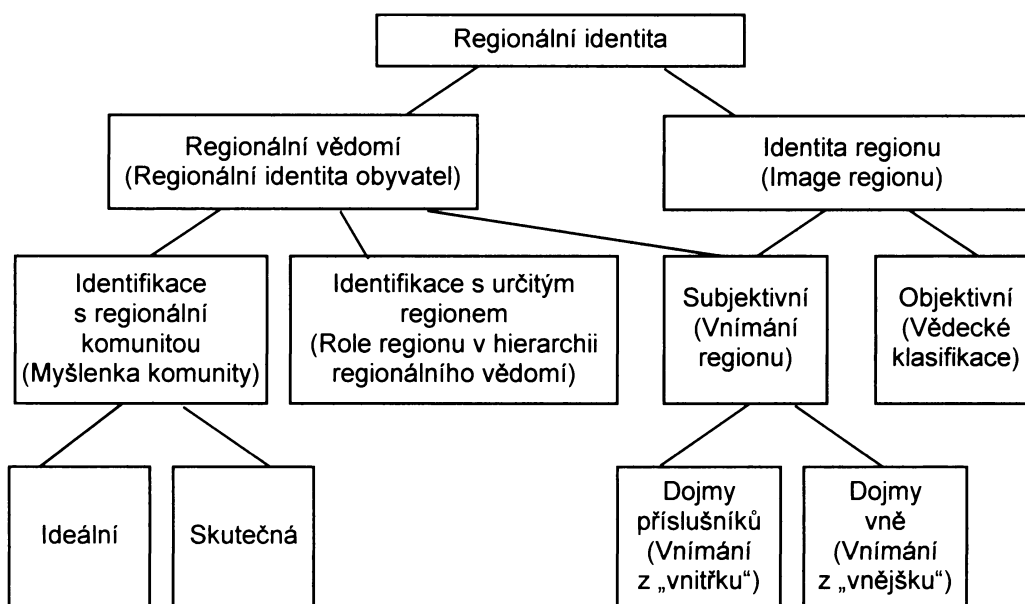 Regionální identita
Regionální vědomí
(Regionální identita obyvatel)
Identita regionu
(Image regionu)
Identifikace
s regionální
komunitou
(Myšlenka komunity)
Identifikace s určitým
regionem
(Role regionu v hierarchii
regionálního vědomí)
Subjektivní
(Vnímání
regionu)
Objektivní
(Vědecké
klasifikace)
Ideální
Skutečná
Dojmy
příslušníků
(Vnímání
z „vnitřku“)
Dojmy
vně
(Vnímání
z „vnějšku“)